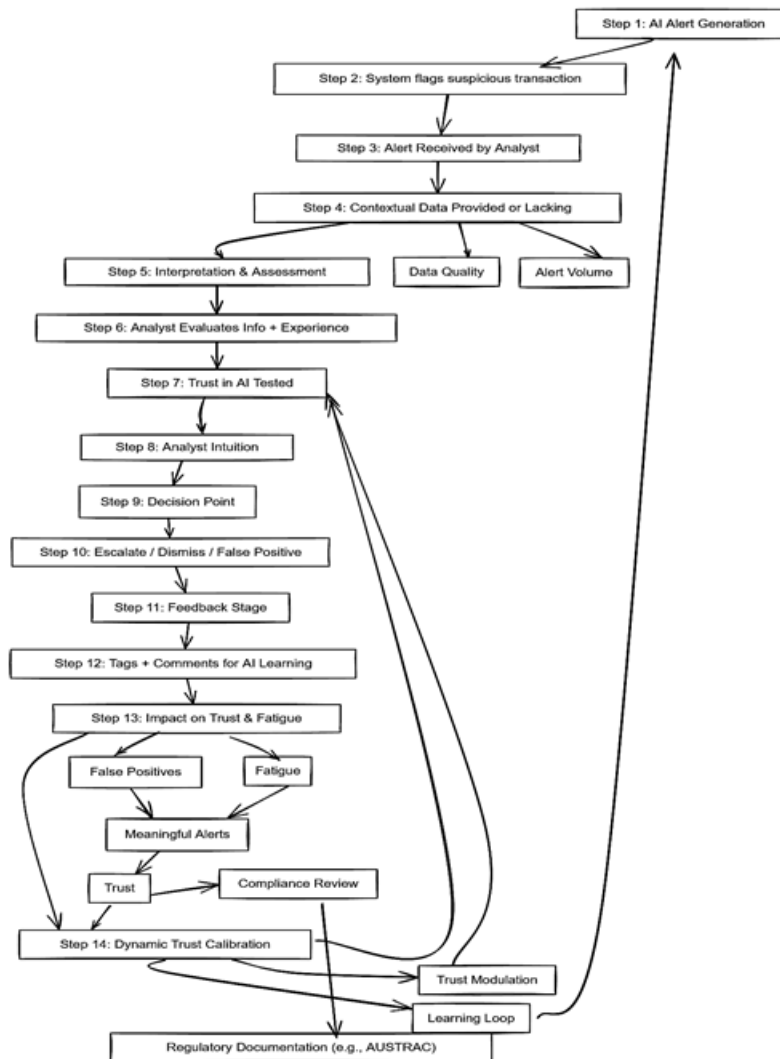 Step 1: AI Alert Generation
Step 2: System flags suspicious transaction
Step 3: Alert Received by Analyst
Step 4: Contextual Data Provided or Lacking
Step 5: Interpretation & Assessment
Data Quality
Alert Volume
Step 6: Analyst Evaluates Info + Experience
Step 7: Trust in AI Tested
Step 8: Analyst Intuition
Step 9: Decision Point
Step 10: Escalate / Dismiss / False Positive
Step 11: Feedback Stage
Step 12: Tags + Comments for AI Learning
Step 13: Impact on Trust & Fatigue
False Positives
Fatigue
Meaningful Alerts
Trust
Compliance Review
Step 14: Dynamic Trust Calibration
Trust Modulation
Learning Loop
Regulatory Documentation (e.g., AUSTRAC)